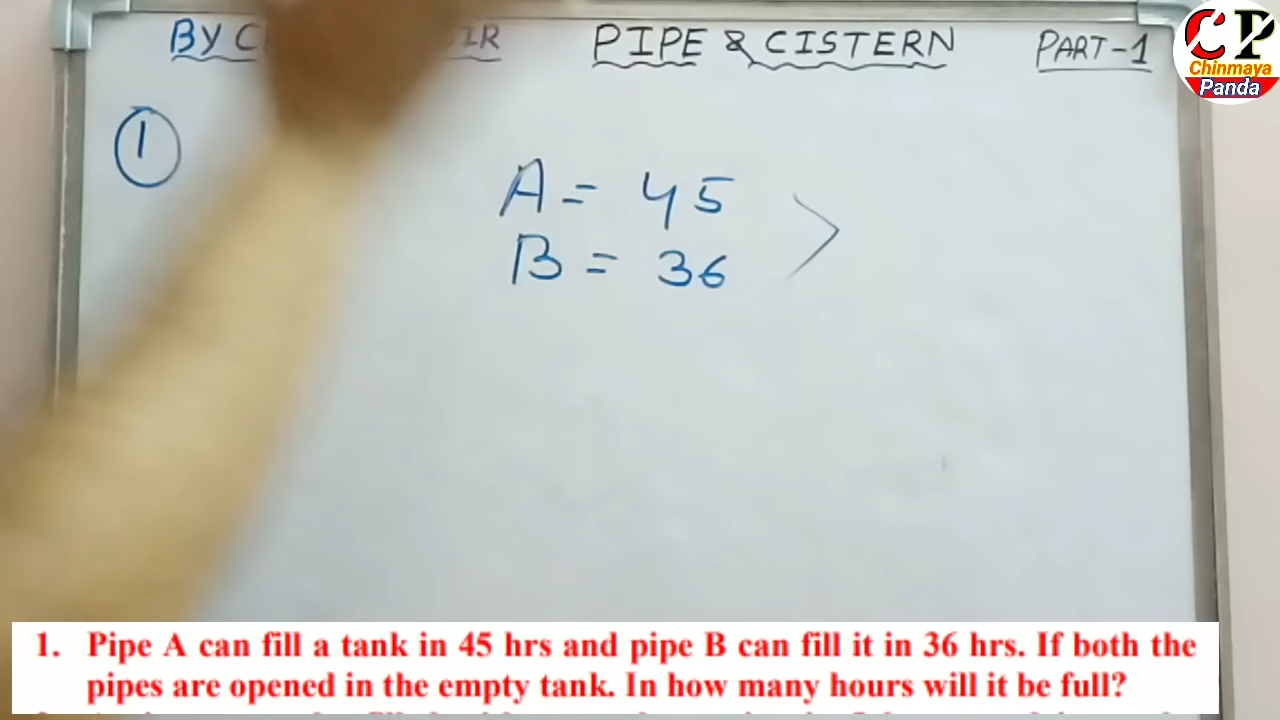 BY
PIPE & CISTERN
PART-1
CP
Chinmaya
Panda
1
A = 45
B = 36
1. Pipe A can fill a tank in 45 hrs and pipe B can fill it in 36 hrs. If both the
pipes are opened in the empty tank. In how many hours will it be full?